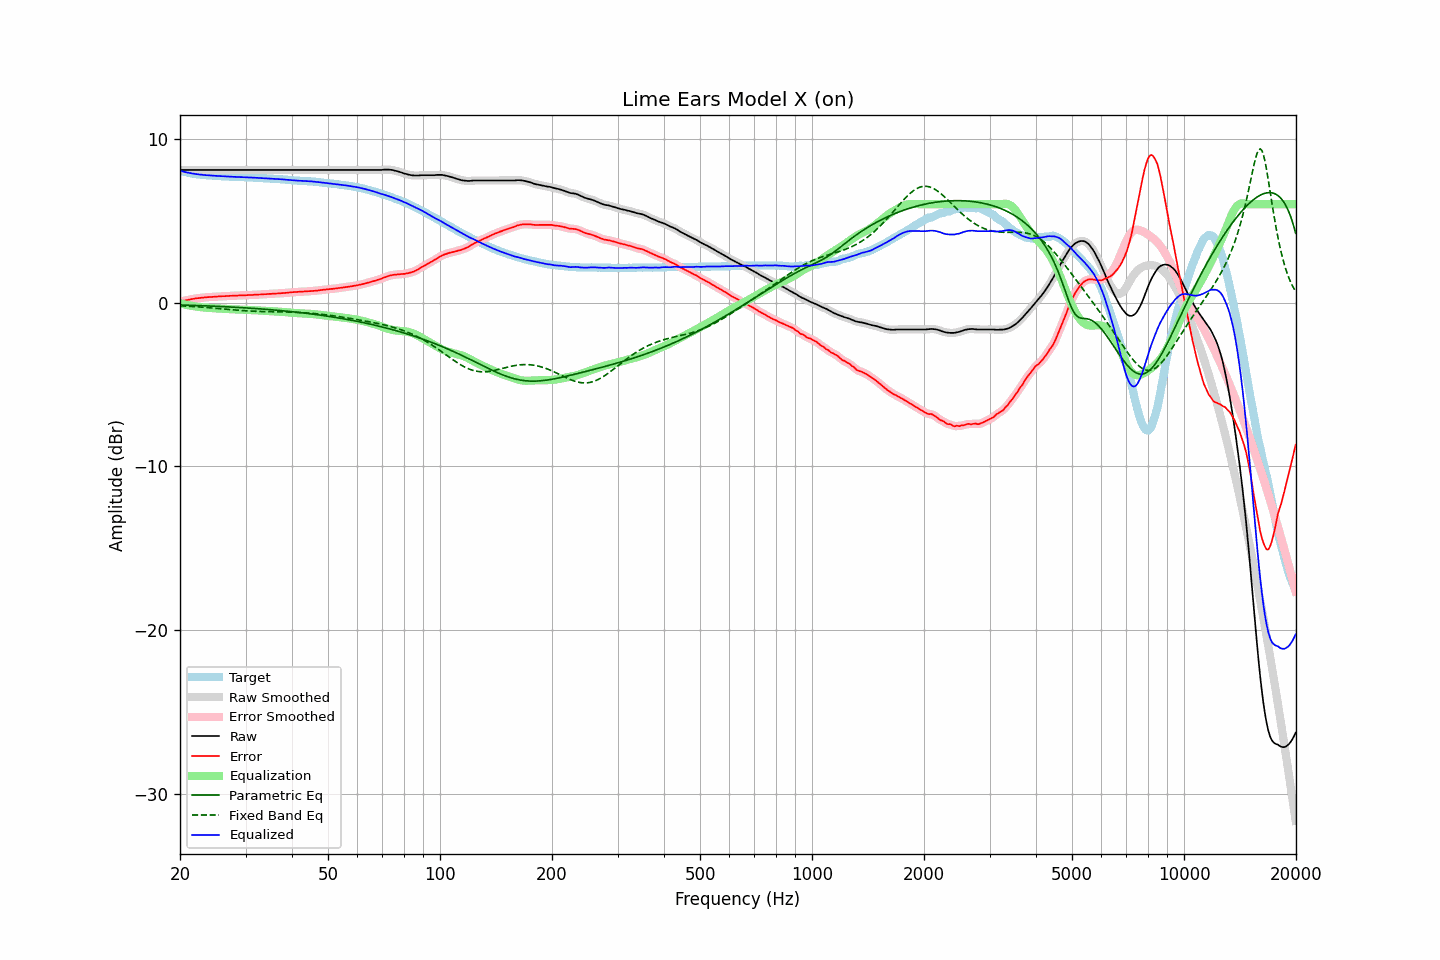 Lime Ears Model X (on)
Amplitude (dBr)
10
0
−10
−20
−30
Target
Raw Smoothed
Error Smoothed
Raw
Error
Equalization
Parametric Eq
Fixed Band Eq
Equalized
20 50 100 200 500 1000 2000 5000 10000 20000
Frequency (Hz)